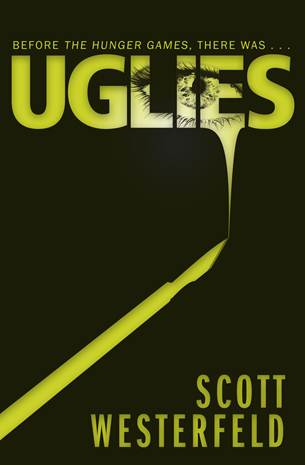 BEFORE THE HUNGER GAMES, THERE WAS . . .
UGLIES
SCOTT
WESTERFELD